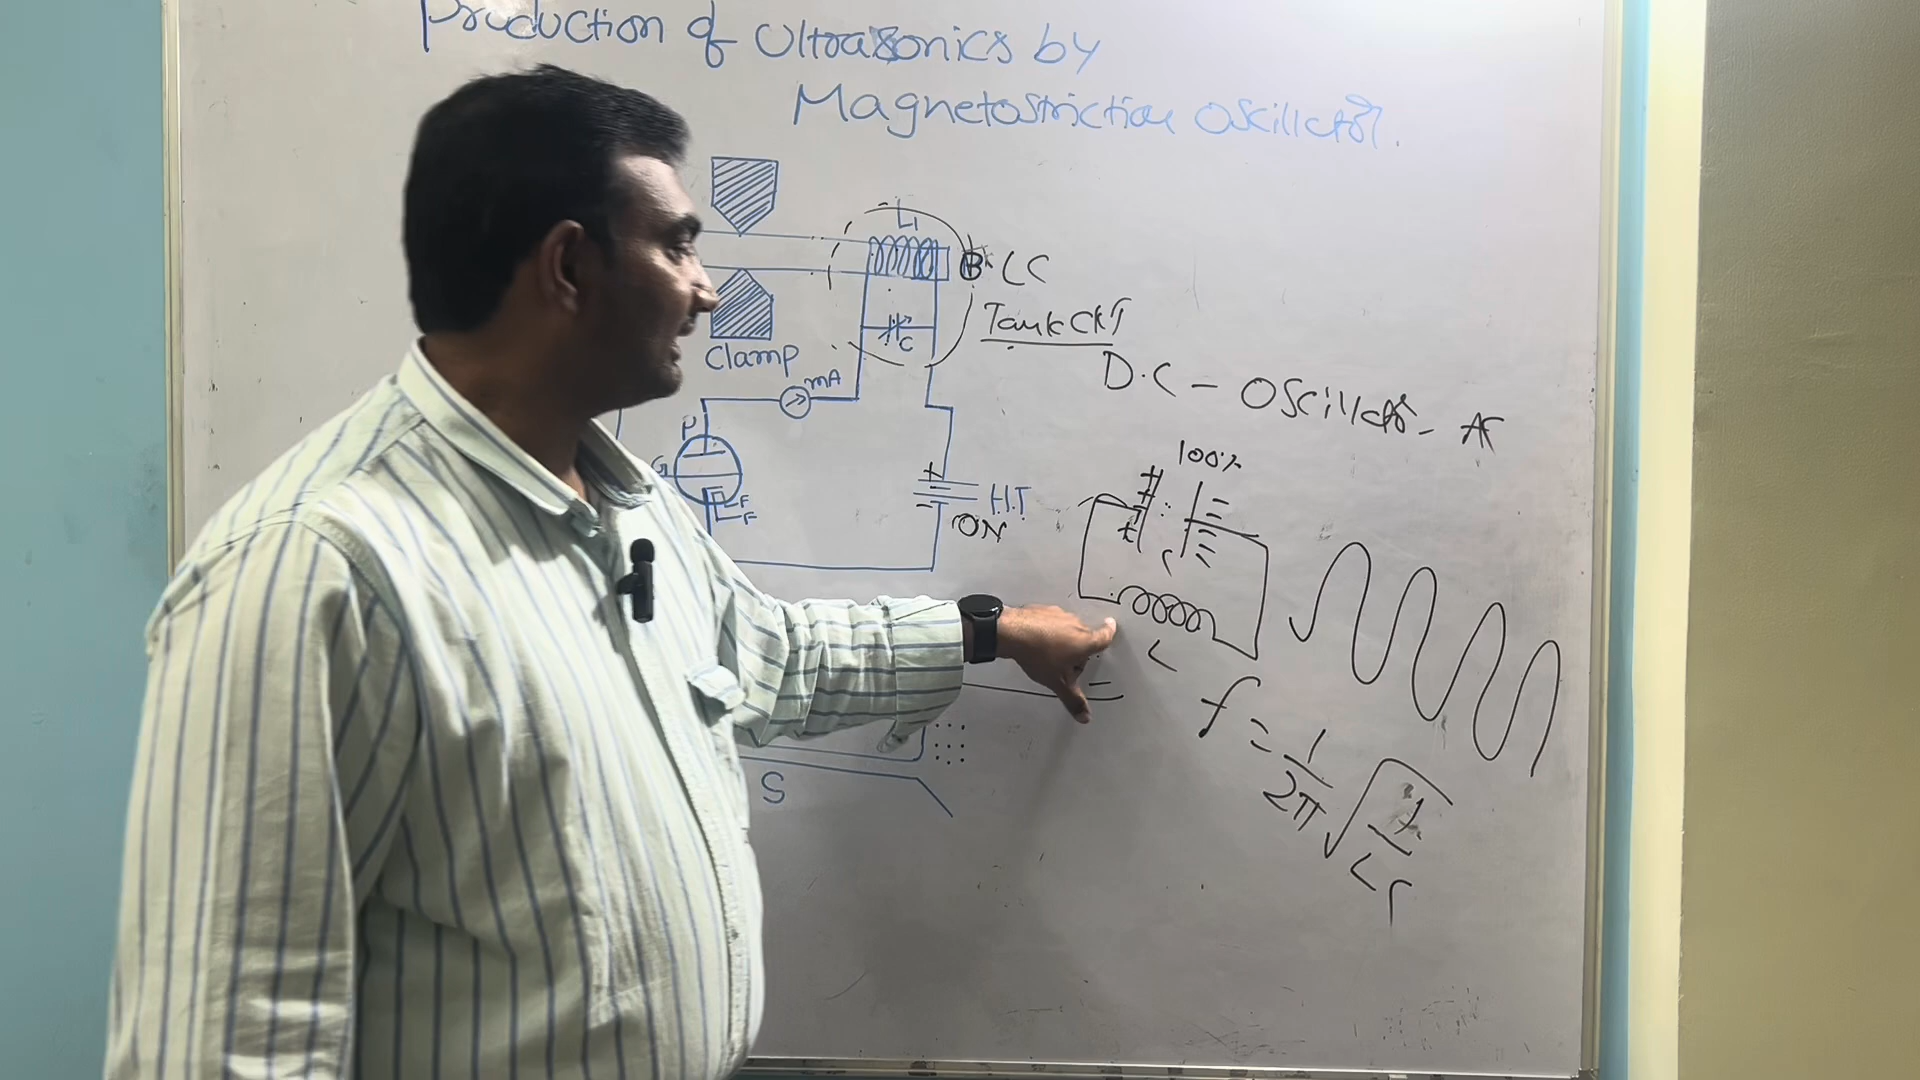 Production of Ultrasonics by
Magnetostriction Oscillator.
L1
B LC
C
Tank CKT
Clamp
mA
D.C - Oscillator - AC
P
100%
G
F
F
+
-
H.T
ON
C
L
f = 1/2π √1/LC
S